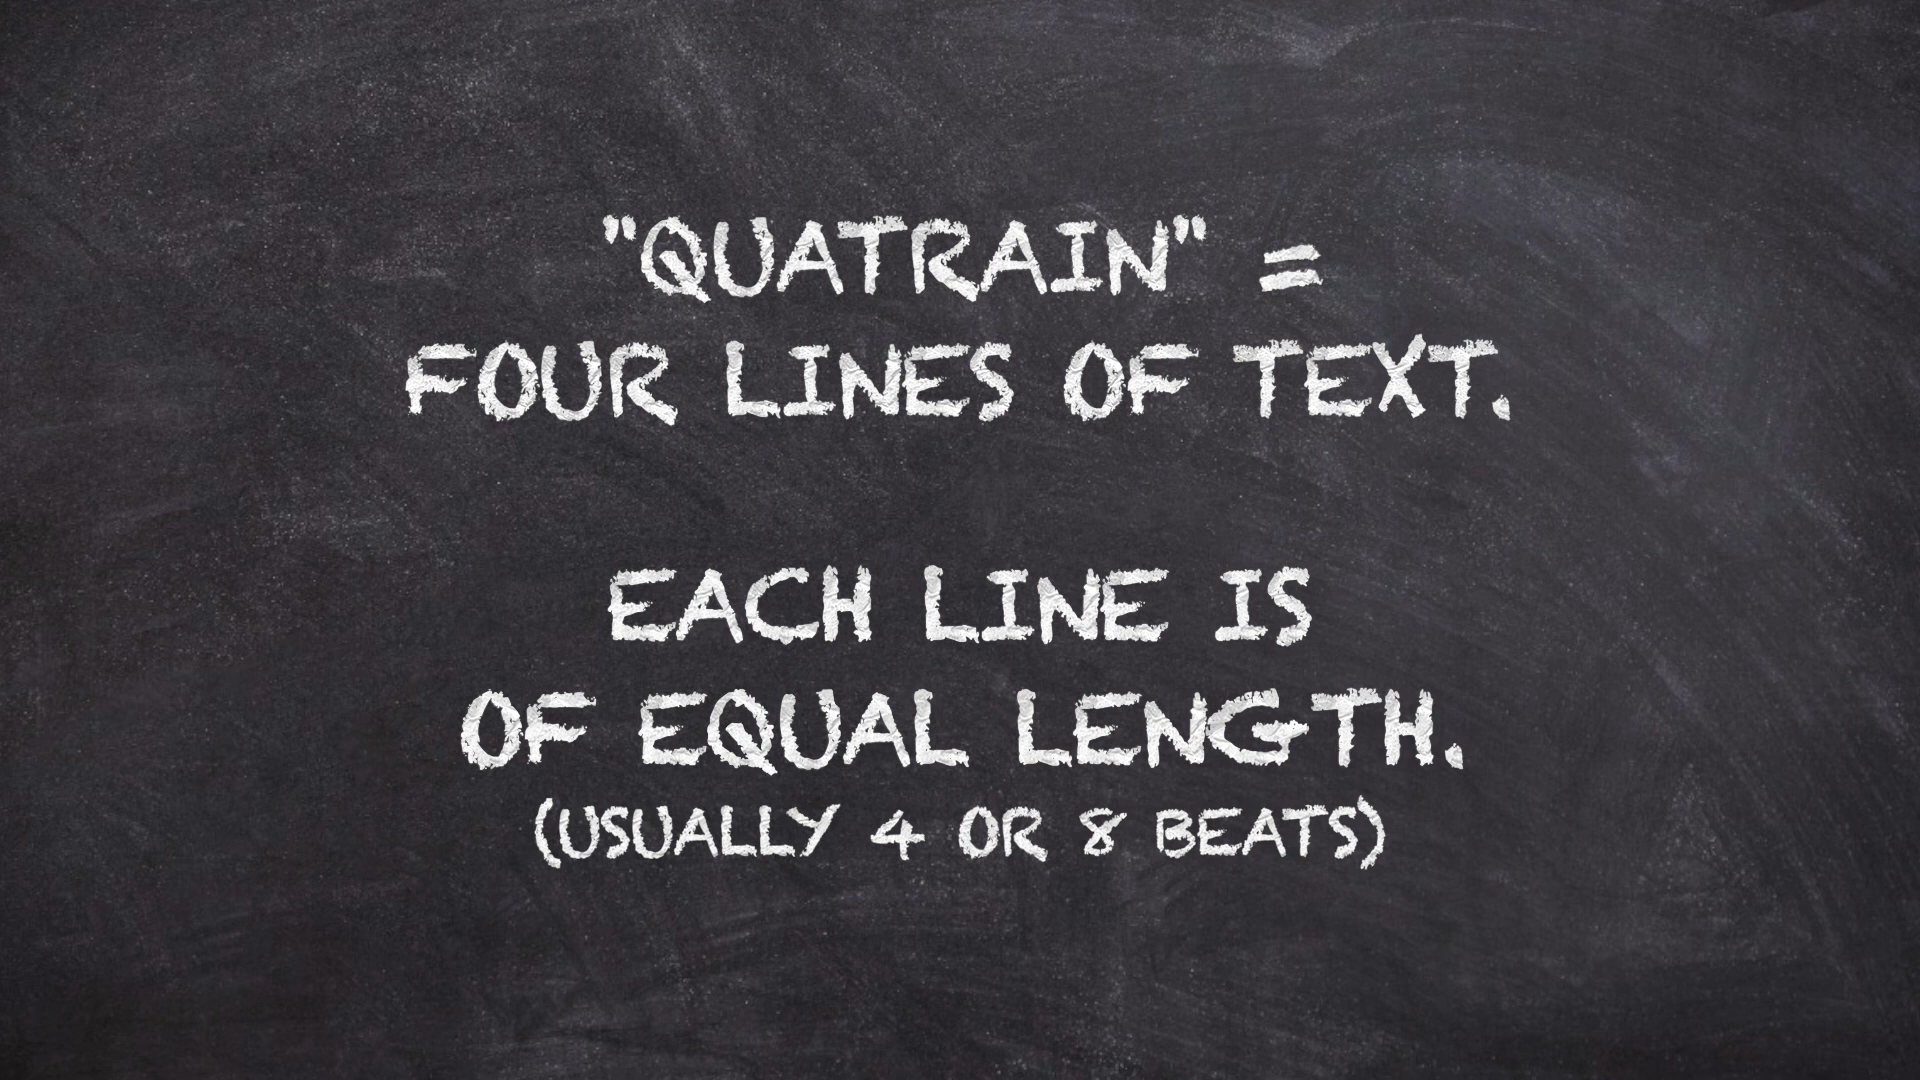 "QUATRAIN" =
FOUR LINES OF TEXT.
EACH LINE IS
OF EQUAL LENGTH.
(USUALLY 4 OR 8 BEATS)